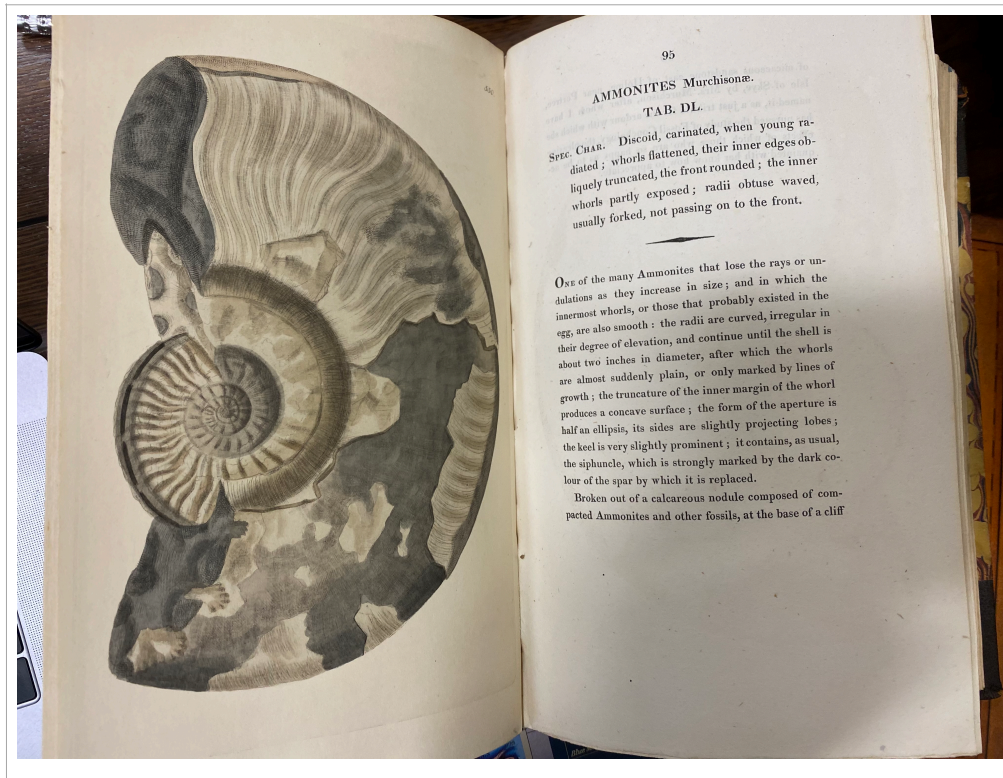 95
AMMONITES Murchisonæ.
TAB. DL.
SPEC. CHAR. Discoid, carinated, when young ra-
diated; whorls flattened, their inner edges ob-
liquely truncated, the front rounded; the inner
whorls partly exposed; radii obtuse waved,
usually forked, not passing on to the front.
ONE of the many Ammonites that lose the rays or un-
dulations as they increase in size; and in which the
innermost whorls, or those that probably existed in the
egg, are also smooth: the radii are curved, irregular in
their degree of elevation, and continue until the shell is
about two inches in diameter, after which the whorls
are almost suddenly plain, or only marked by lines of
growth; the truncature of the inner margin of the whorl
produces a concave surface; the form of the aperture is
half an ellipsis, its sides are slightly projecting lobes;
the keel is very slightly prominent; it contains, as usual,
the siphuncle, which is strongly marked by the dark co-
lour of the spar by which it is replaced.
Broken out of a calcareous nodule composed of com-
pacted Ammonites and other fossils, at the base of a cliff